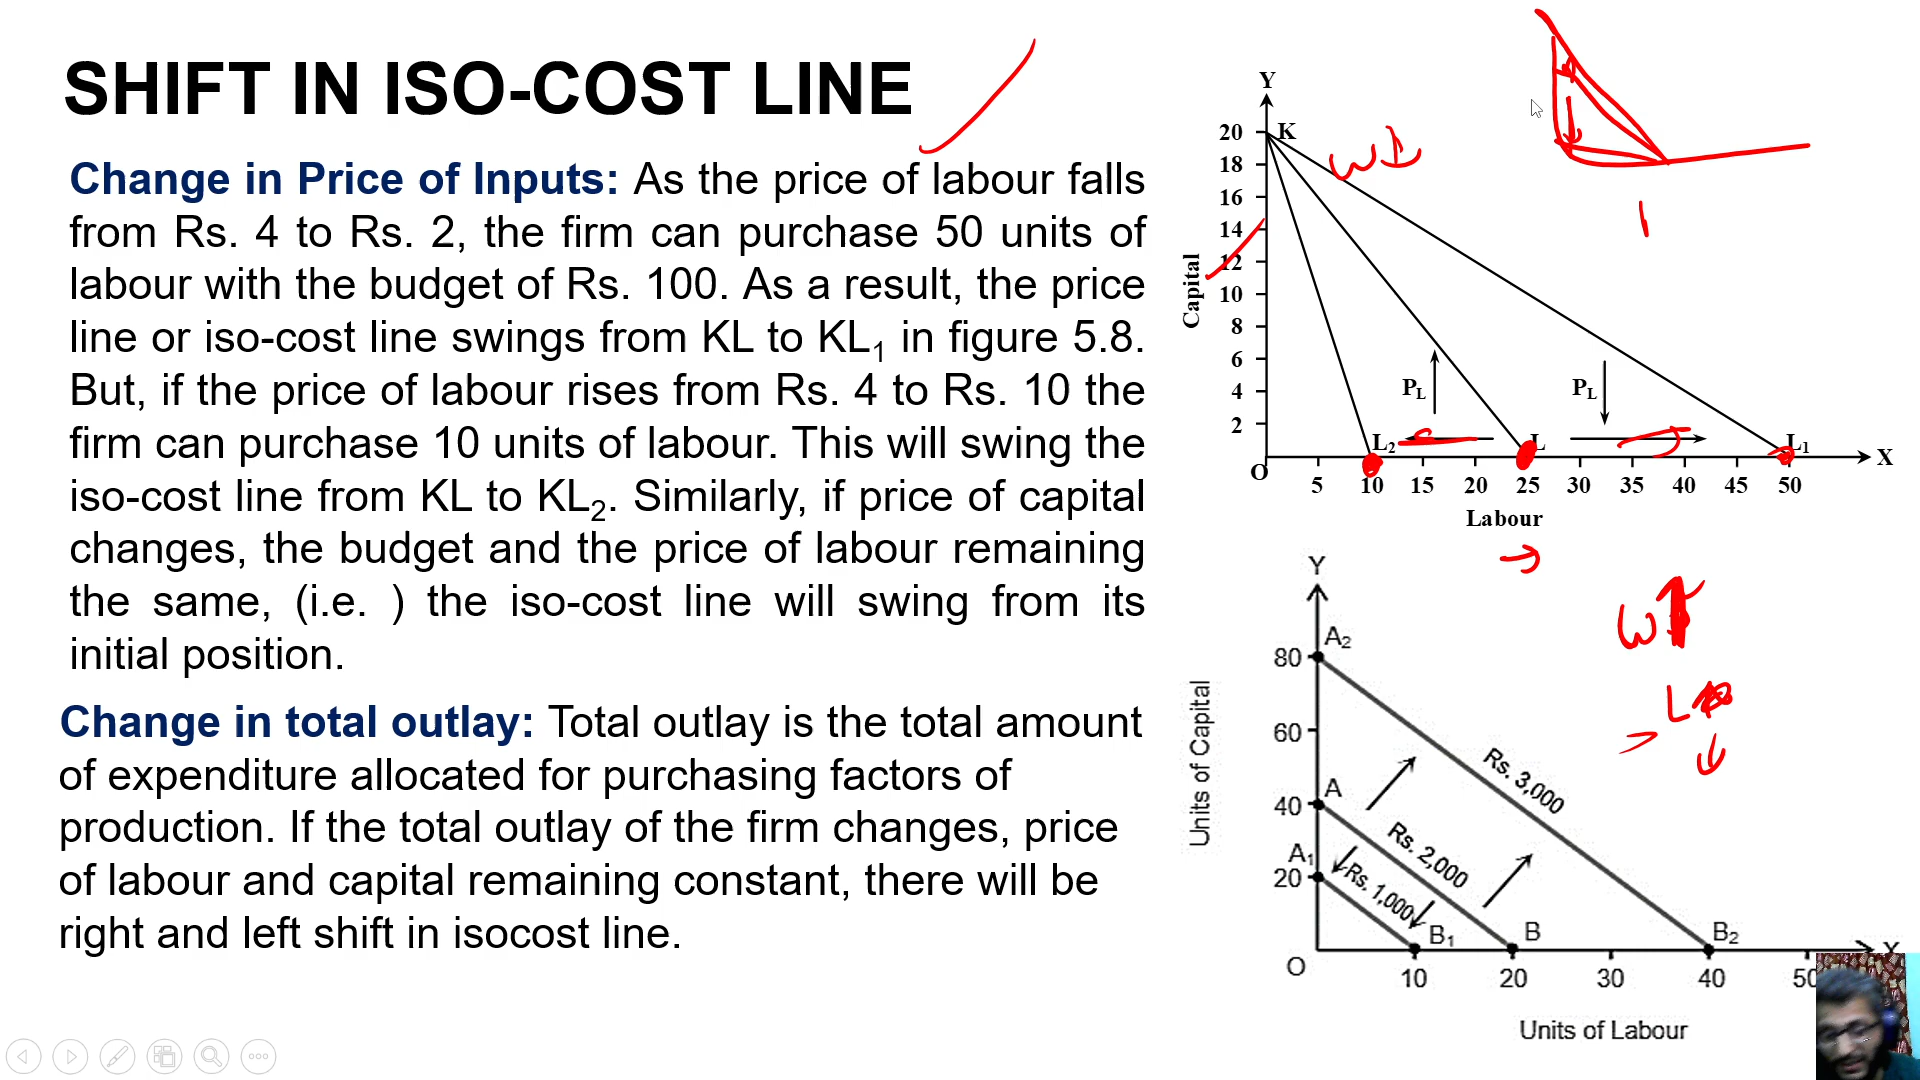 SHIFT IN ISO-COST LINE
Change in Price of Inputs: As the price of labour falls
from Rs. 4 to Rs. 2, the firm can purchase 50 units of
labour with the budget of Rs. 100. As a result, the price
line or iso-cost line swings from KL to KL1 in figure 5.8.
But, if the price of labour rises from Rs. 4 to Rs. 10 the
firm can purchase 10 units of labour. This will swing the
iso-cost line from KL to KL2. Similarly, if price of capital
changes, the budget and the price of labour remaining
the same, (i.e. ) the iso-cost line will swing from its
initial position.
Change in total outlay: Total outlay is the total amount
of expenditure allocated for purchasing factors of
production. If the total outlay of the firm changes, price
of labour and capital remaining constant, there will be
right and left shift in isocost line.
Y
20 K
18
16
14
12
10
8
6
4
2
Capital
W
PL
PL
L2 L L1
O X
5 10 15 20 25 30 35 40 45 50
Labour
Y
W
L
80 A2
60
40 A
20 A1
Units of Capital
Rs. 3,000
Rs. 2,000
Rs. 1,000
B1 B B2
O X
10 20 30 40
Units of Labour